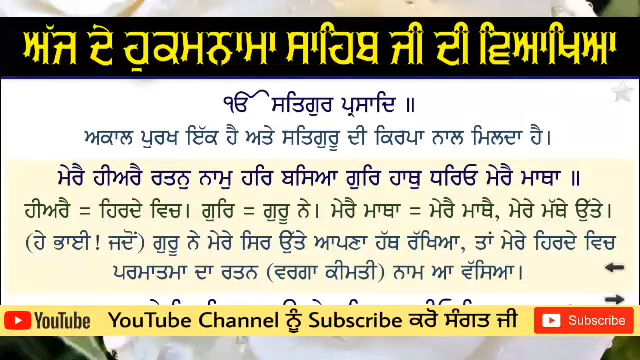 ਅੱਜ ਦੇ ਹੁਕਮਨਾਮਾ ਸਾਹਿਬ ਜੀ ਦੀ ਵਿਆਖਿਆ
ੴ ਸਤਿਗੁਰ ਪ੍ਰਸਾਦਿ ॥
ਅਕਾਲ ਪੁਰਖ ਇੱਕ ਹੈ ਅਤੇ ਸਤਿਗੁਰੂ ਦੀ ਕਿਰਪਾ ਨਾਲ ਮਿਲਦਾ ਹੈ।
ਮੇਰੈ ਹੀਅਰੈ ਰਤਨੁ ਨਾਮੁ ਹਰਿ ਬਸਿਆ ਗੁਰਿ ਹਾਥੁ ਧਰਿਓ ਮੇਰੈ ਮਾਥਾ ॥
ਹੀਅਰੈ = ਹਿਰਦੇ ਵਿਚ। ਗੁਰਿ = ਗੁਰੂ ਨੇ। ਮੇਰੈ ਮਾਥਾ = ਮੇਰੈ ਮਾਥੈ, ਮੇਰੇ ਮੱਥੇ ਉੱਤੇ।
(ਹੇ ਭਾਈ! ਜਦੋਂ) ਗੁਰੂ ਨੇ ਮੇਰੇ ਸਿਰ ਉੱਤੇ ਆਪਣਾ ਹੱਥ ਰੱਖਿਆ, ਤਾਂ ਮੇਰੇ ਹਿਰਦੇ ਵਿਚ
ਪਰਮਾਤਮਾ ਦਾ ਰਤਨ (ਵਰਗਾ ਕੀਮਤੀ) ਨਾਮ ਆ ਵੱਸਿਆ।
YouTube YouTube Channel ਨੂੰ Subscribe ਕਰੋ ਸੰਗਤ ਜੀ Subscribe